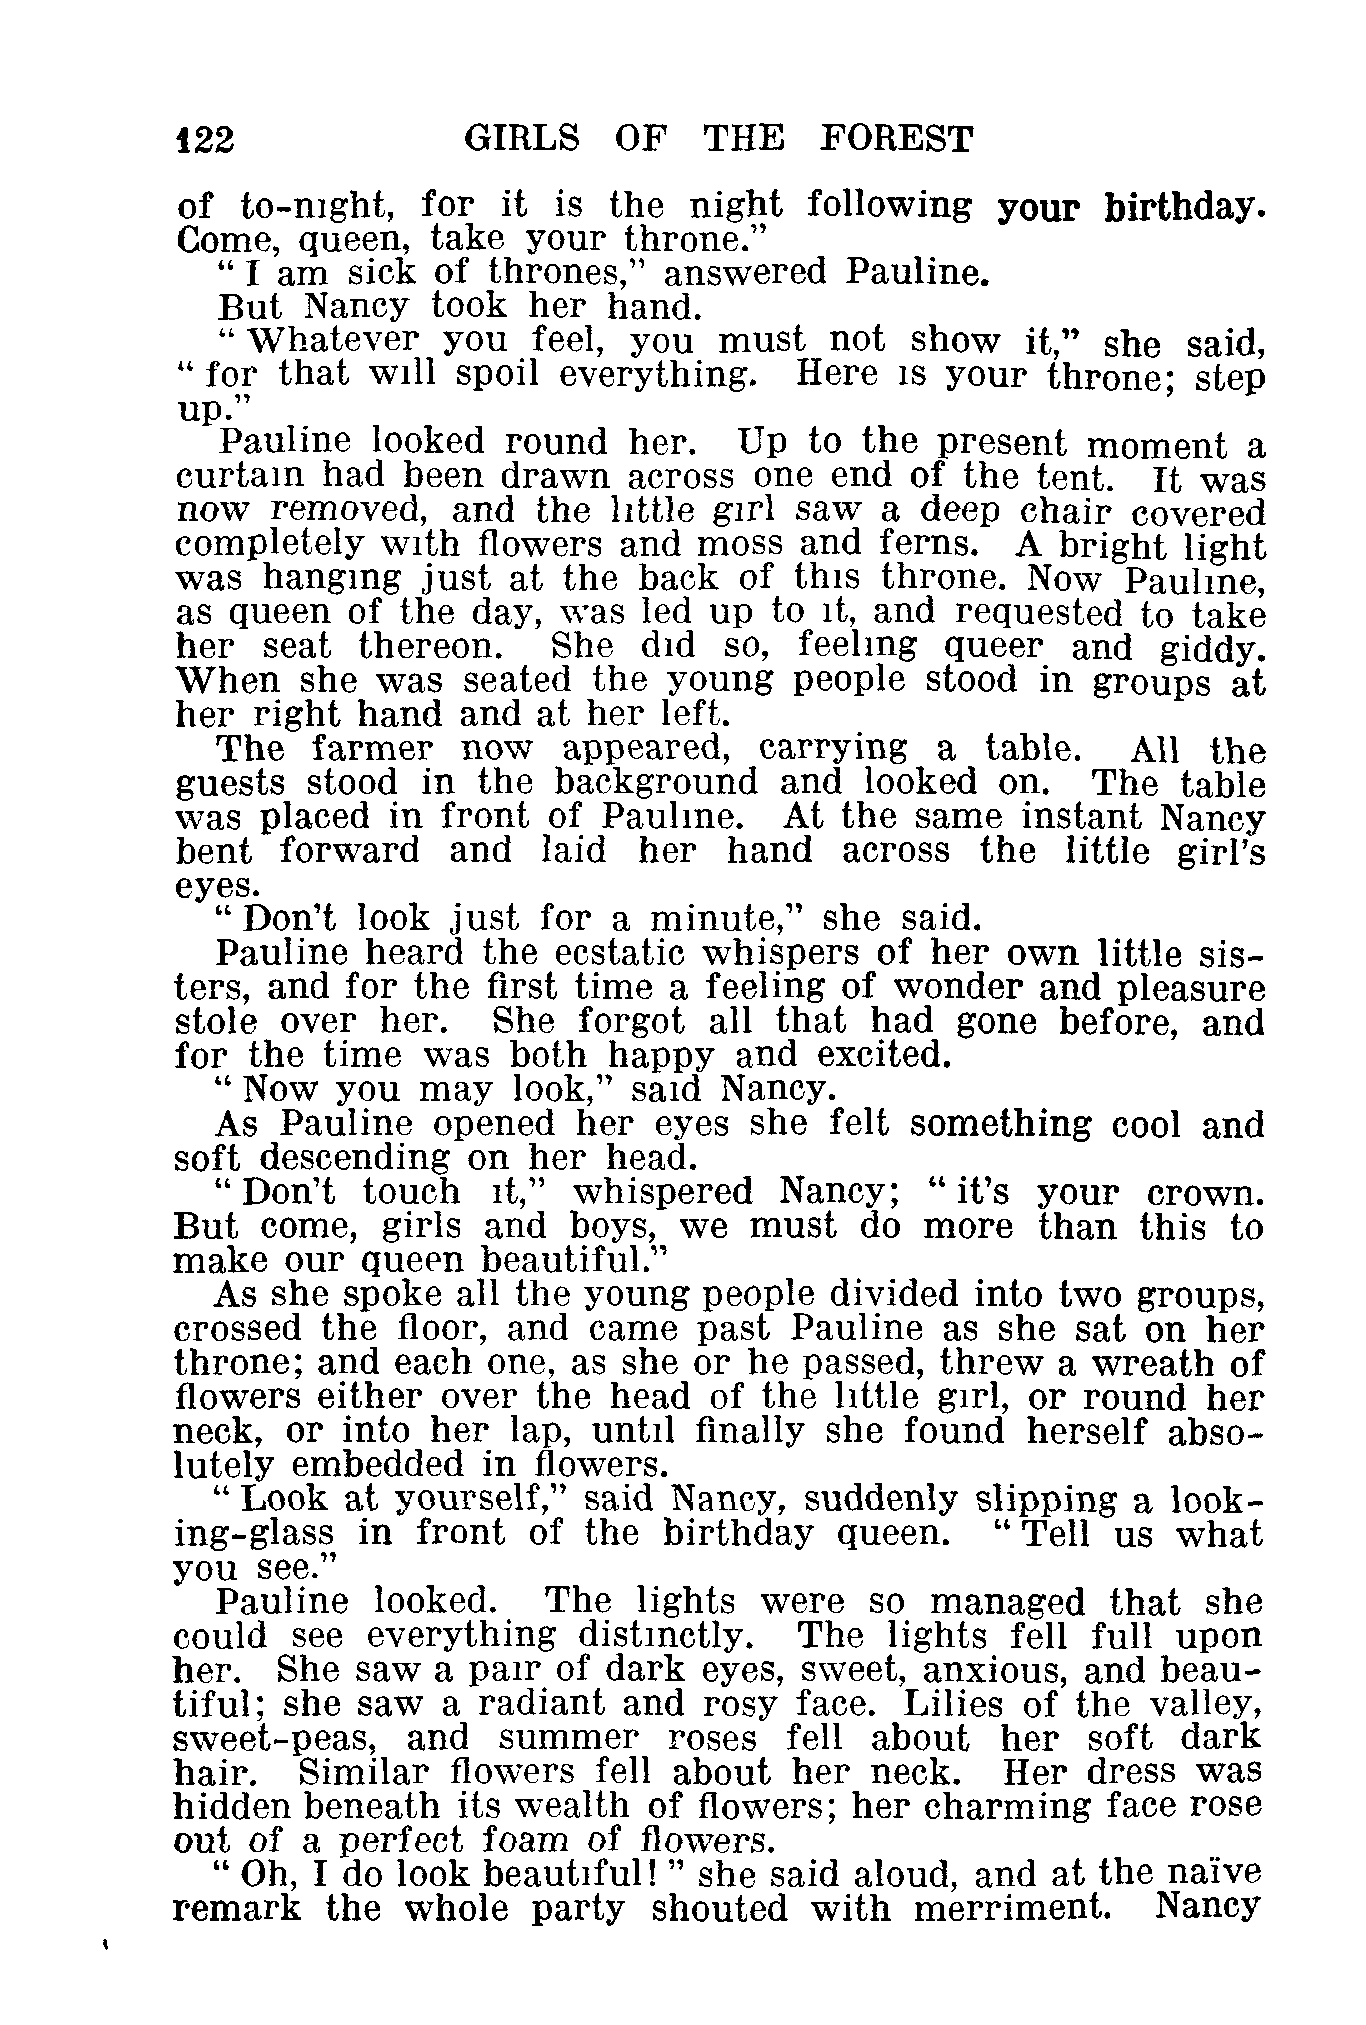 122 GIRLS OF THE FOREST
of to-night, for it is the night following your birthday.
Come, queen, take your throne."
"I am sick of thrones," answered Pauline.
But Nancy took her hand.
"Whatever you feel, you must not show it," she said,
"for that will spoil everything. Here is your throne; step
up."
Pauline looked round her. Up to the present moment a
curtain had been drawn across one end of the tent. It was
now removed, and the little girl saw a deep chair covered
completely with flowers and moss and ferns. A bright light
was hanging just at the back of this throne. Now Pauline,
as queen of the day, was led up to it, and requested to take
her seat thereon. She did so, feeling queer and giddy.
When she was seated the young people stood in groups at
her right hand and at her left.
The farmer now appeared, carrying a table. All the
guests stood in the background and looked on. The table
was placed in front of Pauline. At the same instant Nancy
bent forward and laid her hand across the little girl's
eyes.
"Don't look just for a minute," she said.
Pauline heard the ecstatic whispers of her own little sis-
ters, and for the first time a feeling of wonder and pleasure
stole over her. She forgot all that had gone before, and
for the time was both happy and excited.
"Now you may look," said Nancy.
As Pauline opened her eyes she felt something cool and
soft descending on her head.
"Don't touch it," whispered Nancy; "it's your crown.
But come, girls and boys, we must do more than this to
make our queen beautiful."
As she spoke all the young people divided into two groups,
crossed the floor, and came past Pauline as she sat on her
throne; and each one, as she or he passed, threw a wreath of
flowers either over the head of the little girl, or round her
neck, or into her lap, until finally she found herself abso-
lutely embedded in flowers.
"Look at yourself," said Nancy, suddenly slipping a look-
ing-glass in front of the birthday queen. "Tell us what
you see."
Pauline looked. The lights were so managed that she
could see everything distinctly. The lights fell full upon
her. She saw a pair of dark eyes, sweet, anxious, and beau-
tiful; she saw a radiant and rosy face. Lilies of the valley,
sweet-peas, and summer roses fell about her soft dark
hair. Similar flowers fell about her neck. Her dress was
hidden beneath its wealth of flowers; her charming face rose
out of a perfect foam of flowers.
"Oh, I do look beautiful!" she said aloud, and at the naïve
remark the whole party shouted with merriment. Nancy